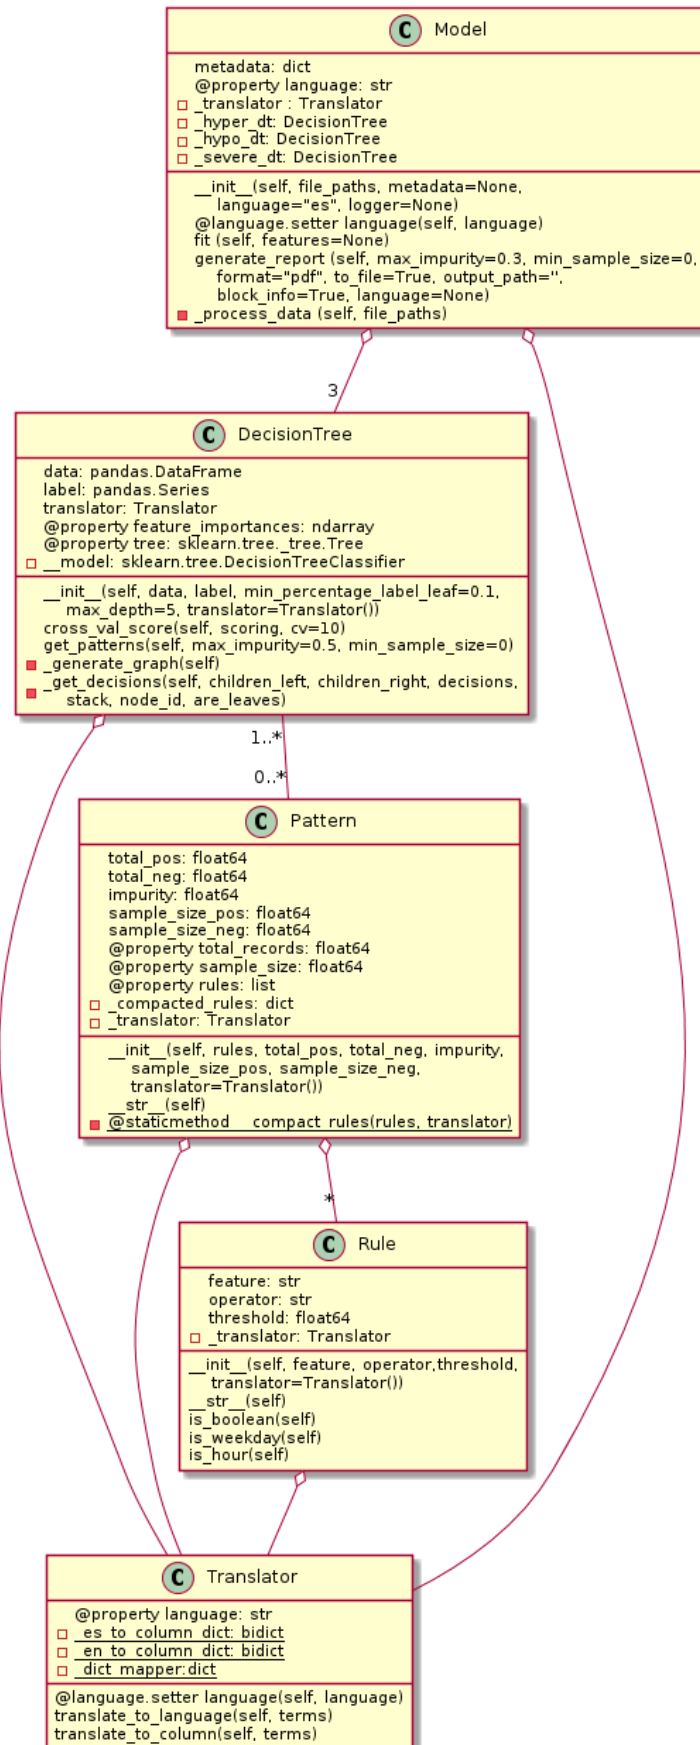 C Model
metadata: dict
@property language: str
_translator : Translator
_hyper_dt: DecisionTree
_hypo_dt: DecisionTree
_severe_dt: DecisionTree
__init__(self, file_paths, metadata=None,
language="es", logger=None)
@language.setter language(self, language)
fit (self, features=None)
generate_report (self, max_impurity=0.3, min_sample_size=0,
format="pdf", to_file=True, output_path='',
block_info=True, language=None)
_process_data (self, file_paths)
3
C DecisionTree
data: pandas.DataFrame
label: pandas.Series
translator: Translator
@property feature_importances: ndarray
@property tree: sklearn.tree._tree.Tree
__model: sklearn.tree.DecisionTreeClassifier
__init__(self, data, label, min_percentage_label_leaf=0.1,
max_depth=5, translator=Translator())
cross_val_score(self, scoring, cv=10)
get_patterns(self, max_impurity=0.5, min_sample_size=0)
_generate_graph(self)
_get_decisions(self, children_left, children_right, decisions,
stack, node_id, are_leaves)
1..*
0..*
C Pattern
total_pos: float64
total_neg: float64
impurity: float64
sample_size_pos: float64
sample_size_neg: float64
@property total_records: float64
@property sample_size: float64
@property rules: list
_compacted_rules: dict
_translator: Translator
__init__(self, rules, total_pos, total_neg, impurity,
sample_size_pos, sample_size_neg,
translator=Translator())
__str__(self)
@staticmethod __compact_rules(rules, translator)
*
C Rule
feature: str
operator: str
threshold: float64
_translator: Translator
__init__(self, feature, operator,threshold,
translator=Translator())
__str__(self)
is_boolean(self)
is_weekday(self)
is_hour(self)
C Translator
@property language: str
_es_to_column_dict: bidict
_en_to_column_dict: bidict
_dict_mapper:dict
@language.setter language(self, language)
translate_to_language(self, terms)
translate_to_column(self, terms)